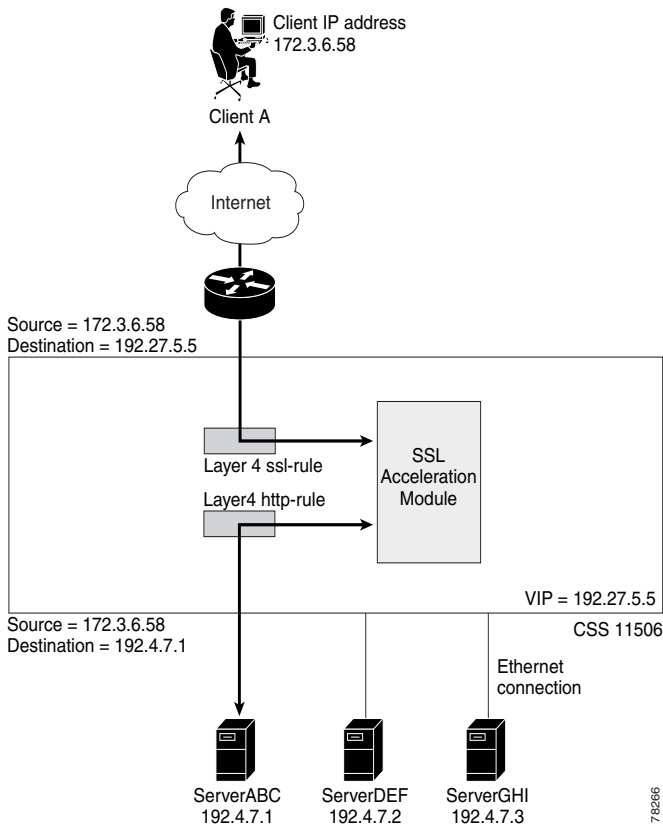 Client IP address
172.3.6.58
Client A
Internet
Source = 172.3.6.58
Destination = 192.27.5.5
Layer 4 ssl-rule
SSL
Acceleration
Module
Layer4 http-rule
VIP = 192.27.5.5
Source = 172.3.6.58
Destination = 192.4.7.1
CSS 11506
Ethernet
connection
ServerABC
192.4.7.1
ServerDEF
192.4.7.2
ServerGHI
192.4.7.3
78266